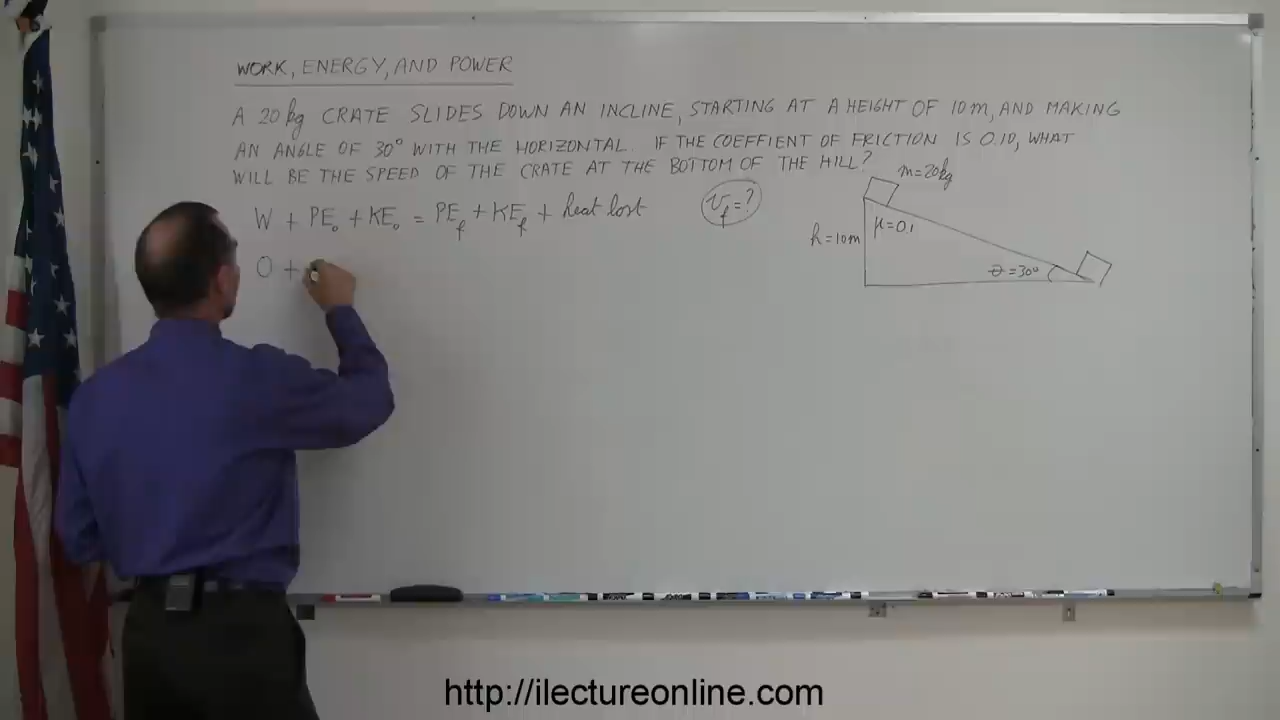 WORK, ENERGY, AND POWER
A 20 kg CRATE SLIDES DOWN AN INCLINE, STARTING AT A HEIGHT OF 10 m, AND MAKING
AN ANGLE OF 30° WITH THE HORIZONTAL. IF THE COEFFIENT OF FRICTION IS 0.10, WHAT
WILL BE THE SPEED OF THE CRATE AT THE BOTTOM OF THE HILL?
m=20kg
W + PE₀ + KE₀ = PE_f + KE_f + heat lost
v_f = ?
μ=0.1
h=10m
θ=30°
0 +
http://ilectureonline.com